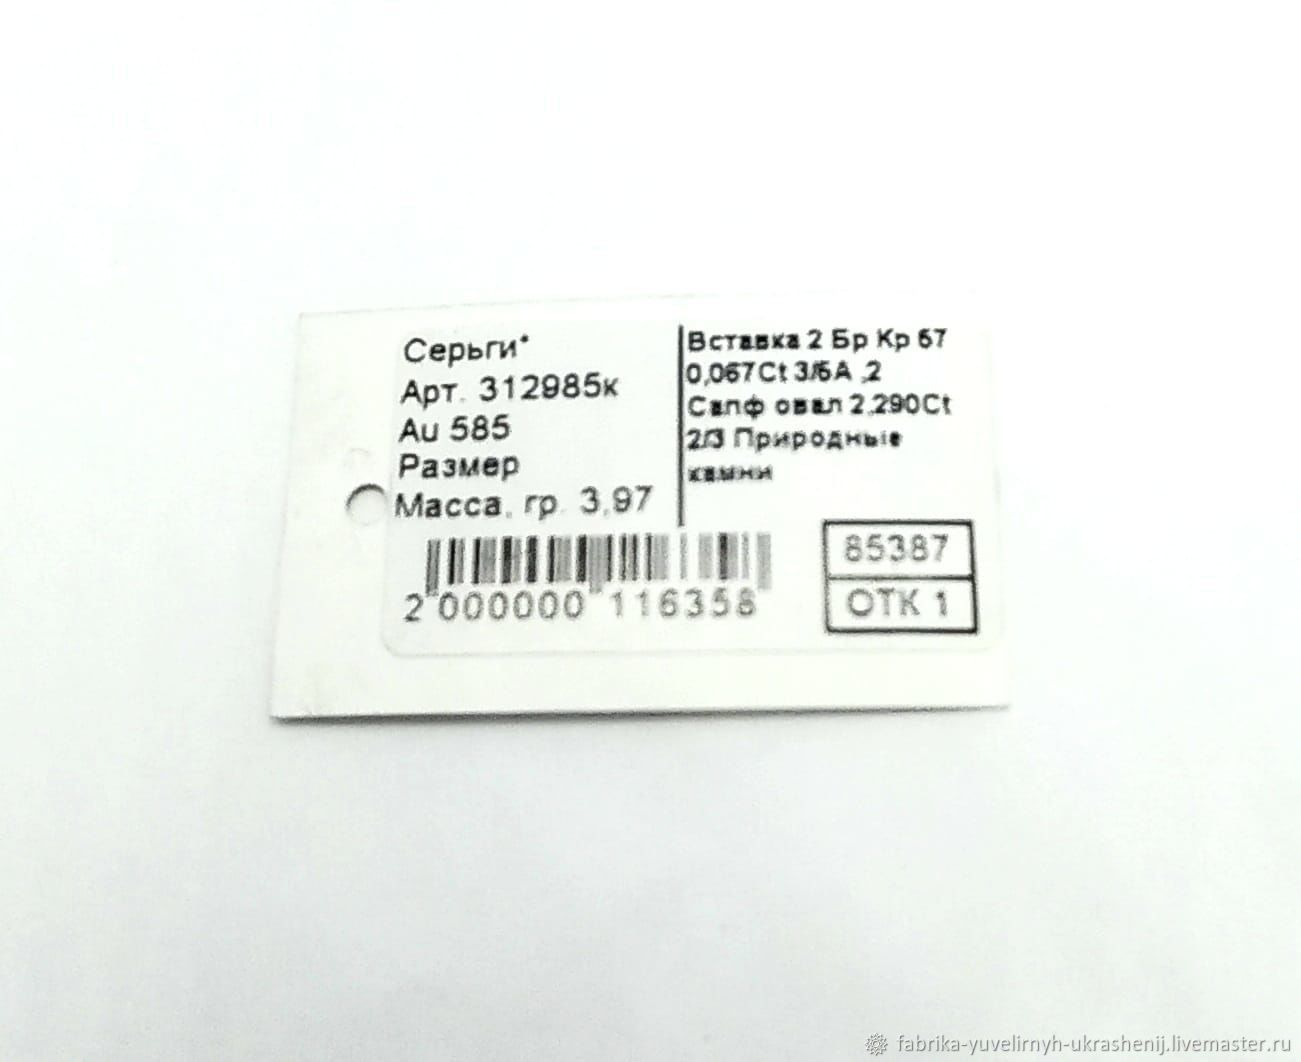 Серьги*
Арт. 312985к
Au 585
Размер
Масса, гр. 3,97
Вставка 2 Бр Кр 57
0,067Ct 3/5А ,2
Сапф овал 2,290Ct
2/3 Природные
камни
2 000000 116358
85387
ОТК 1
fabrika-yuvelirnyh-ukrashenij.livemaster.ru